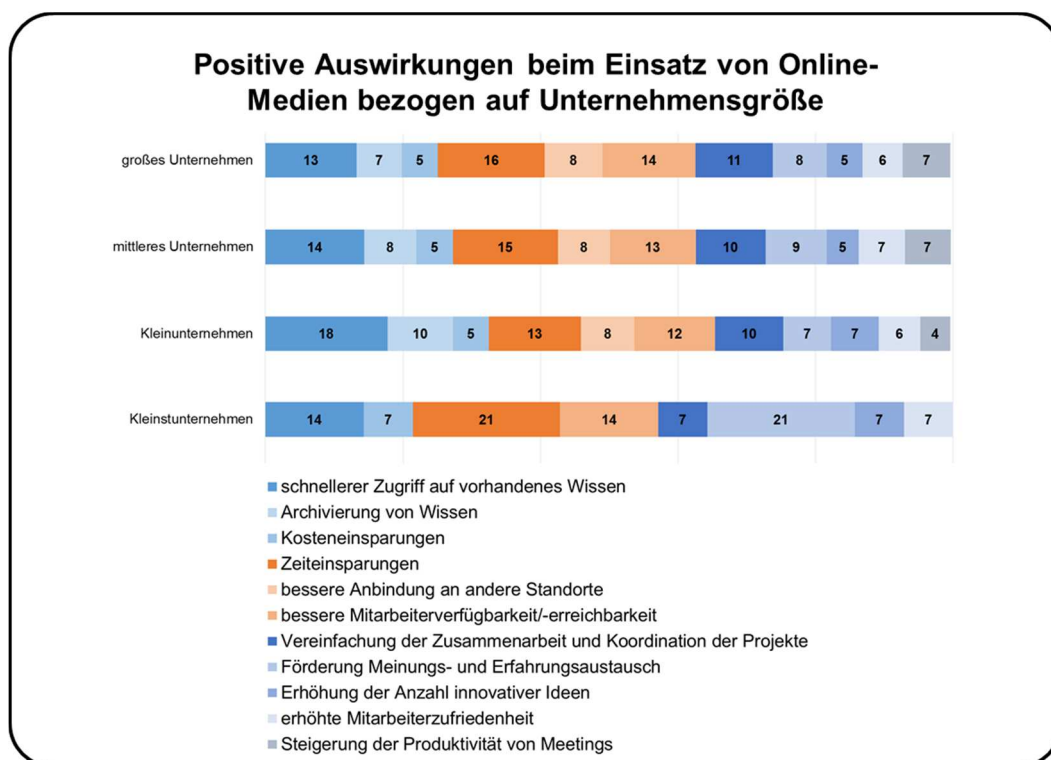 Positive Auswirkungen beim Einsatz von Online-
Medien bezogen auf Unternehmensgröße
großes Unternehmen 13 7 5 16 8 14 11 8 5 6 7
mittleres Unternehmen 14 8 5 15 8 13 10 9 5 7 7
Kleinunternehmen 18 10 5 13 8 12 10 7 7 6 4
Kleinstunternehmen 14 7 21 14 7 21 7 7
schnellerer Zugriff auf vorhandenes Wissen
Archivierung von Wissen
Kosteneinsparungen
Zeiteinsparungen
bessere Anbindung an andere Standorte
bessere Mitarbeiterverfügbarkeit/-erreichbarkeit
Vereinfachung der Zusammenarbeit und Koordination der Projekte
Förderung Meinungs- und Erfahrungsaustausch
Erhöhung der Anzahl innovativer Ideen
erhöhte Mitarbeiterzufriedenheit
Steigerung der Produktivität von Meetings